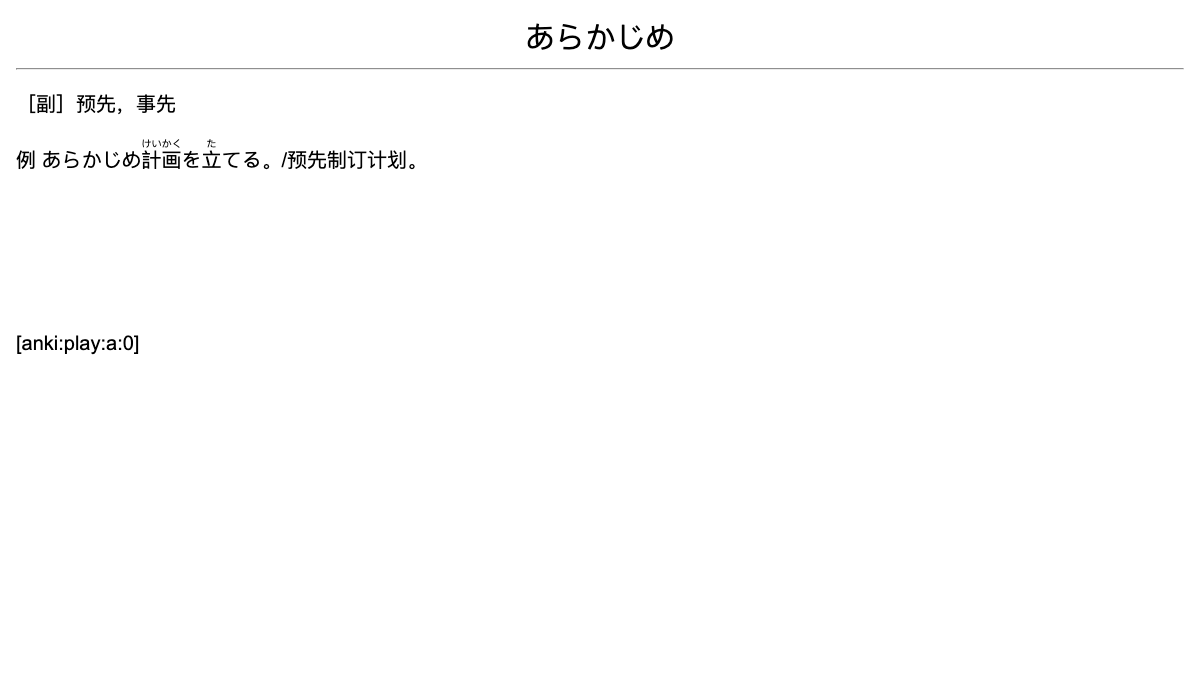 あらかじめ
［副］预先，事先
例 あらかじめ計画を立てる。/预先制订计划。
けいかく た
[anki:play:a:0]